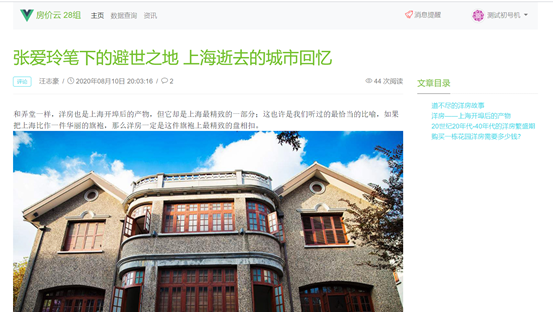 房价云 28组 主页 数据查询 资讯 消息提醒 测试初号机
张爱玲笔下的避世之地 上海逝去的城市回忆
评论 汪志豪 / 2020年08月10日 20:03:16 / 2 44 次阅读
和弄堂一样，洋房也是上海开埠后的产物，但它却是上海最精致的一部分；这也许是我们听过的最恰当的比喻，如果
把上海比作一件华丽的旗袍，那么洋房一定是这件旗袍上最精致的盘相扣。
文章目录
道不尽的洋房故事
洋房——上海开埠后的产物
20世纪20年代-40年代的洋房繁盛期
购买一栋花园洋房需要多少钱?